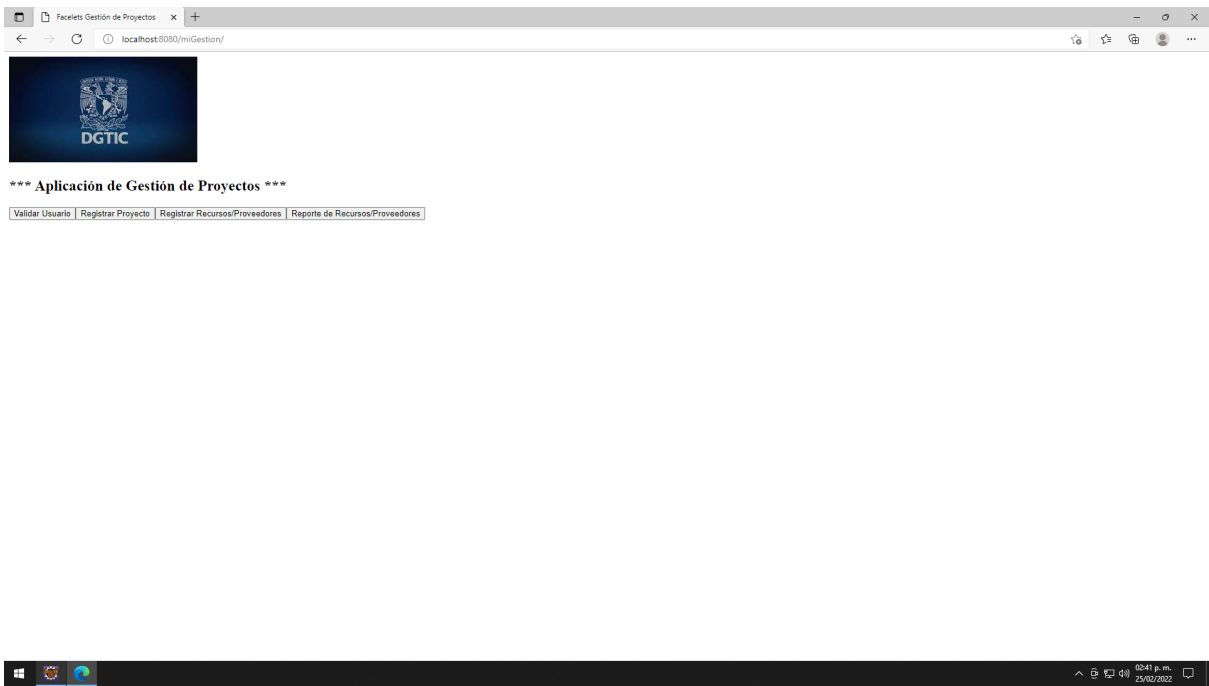 Facelets Gestión de Proyectos
localhost:8080/miGestion/
DGTIC
*** Aplicación de Gestión de Proyectos ***
Validar Usuario Registrar Proyecto Registrar Recursos/Proveedores Reporte de Recursos/Proveedores
02:41 p. m.
25/02/2022